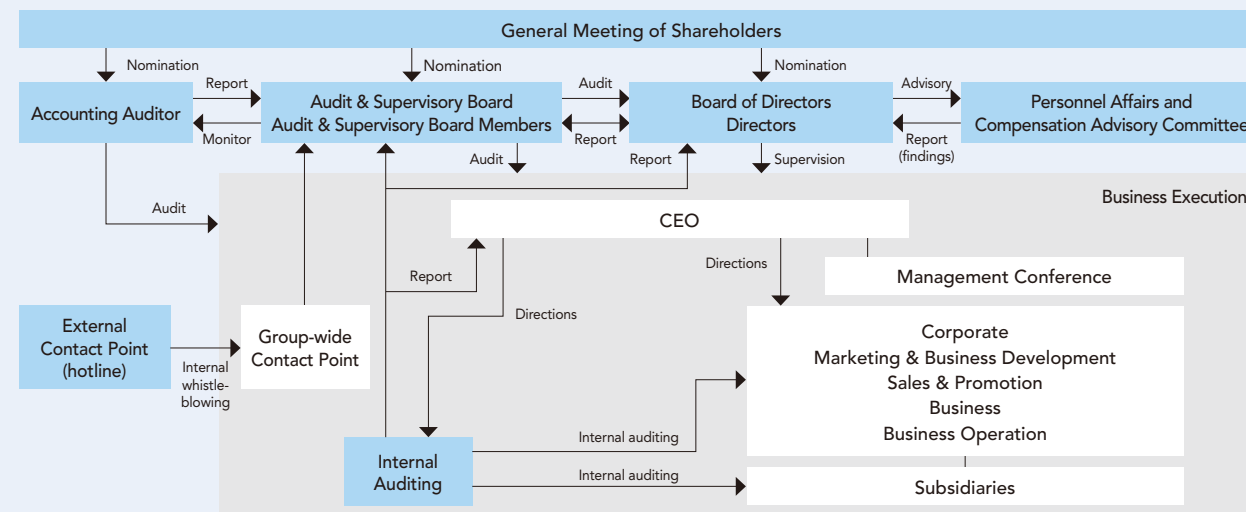 General Meeting of Shareholders
Nomination
Nomination
Nomination
Accounting Auditor
Report
Monitor
Audit & Supervisory Board
Audit & Supervisory Board Members
Audit
Report
Board of Directors
Directors
Advisory
Report
(findings)
Personnel Affairs and
Compensation Advisory Committee
Audit
Report
Supervision
Audit
Business Execution
CEO
Report
Directions
Directions
Management Conference
External
Contact Point
(hotline)
Internal
whistle-
blowing
Group-wide
Contact Point
Corporate
Marketing & Business Development
Sales & Promotion
Business
Business Operation
Internal
Auditing
Internal auditing
Internal auditing
Subsidiaries